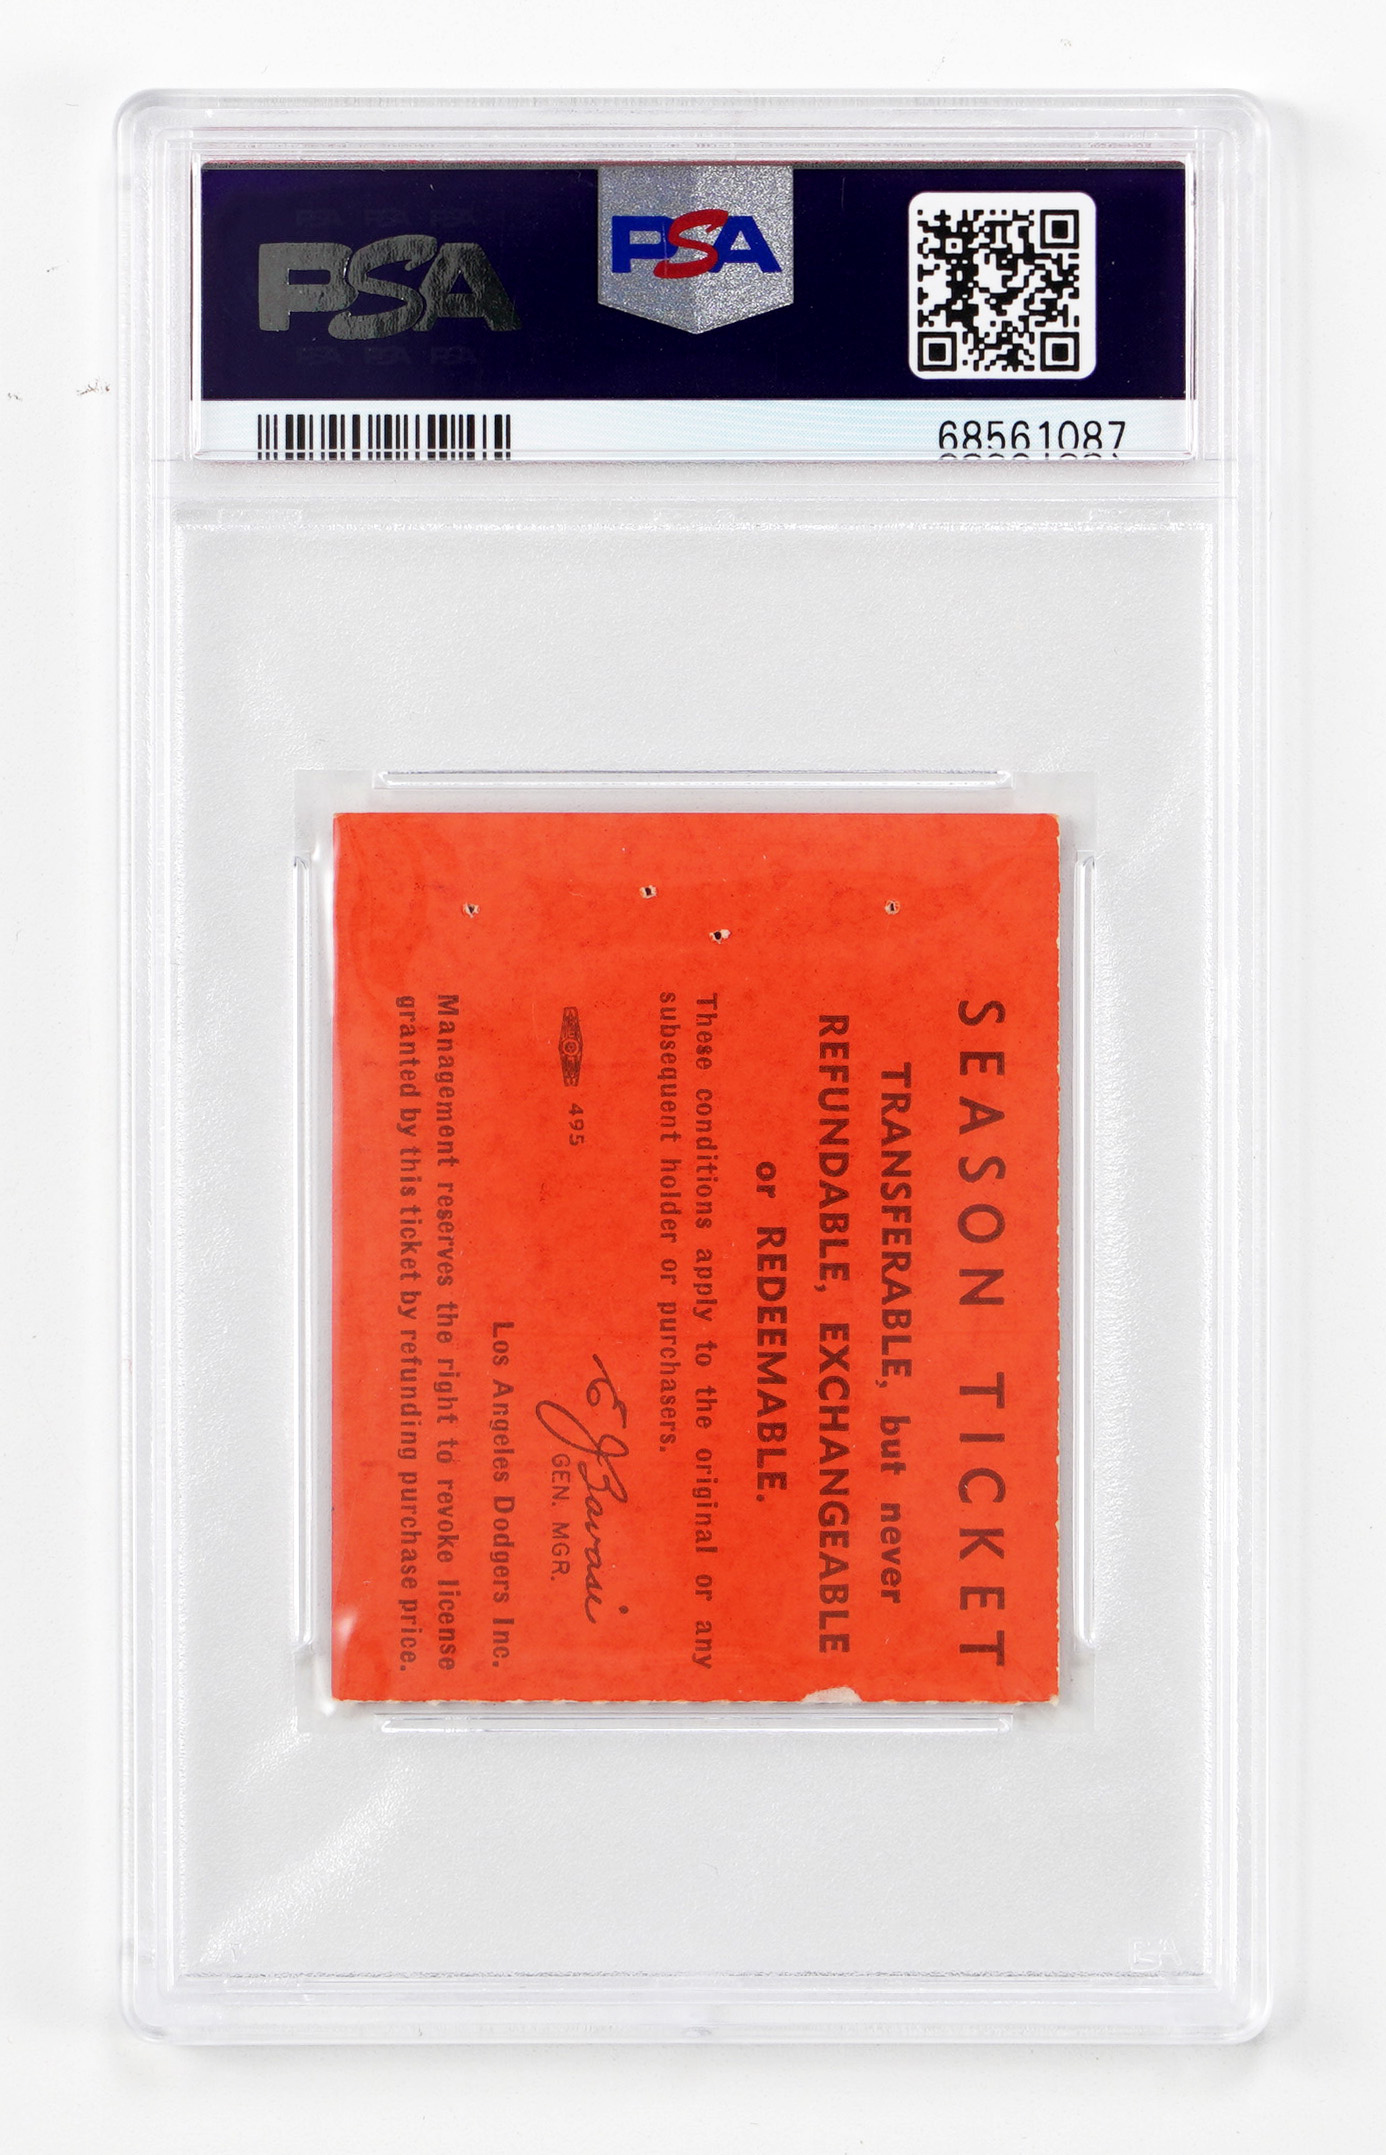 PSA
PSA
68561087
SEASON TICKET
TRANSFERABLE, but never
REFUNDABLE, EXCHANGEABLE
or REDEEMABLE.
These conditions apply to the original or any
subsequent holder or purchasers.
495
E J Bavasi
GEN. MGR.
Los Angeles Dodgers Inc.
Management reserves the right to revoke license
granted by this ticket by refunding purchase price.